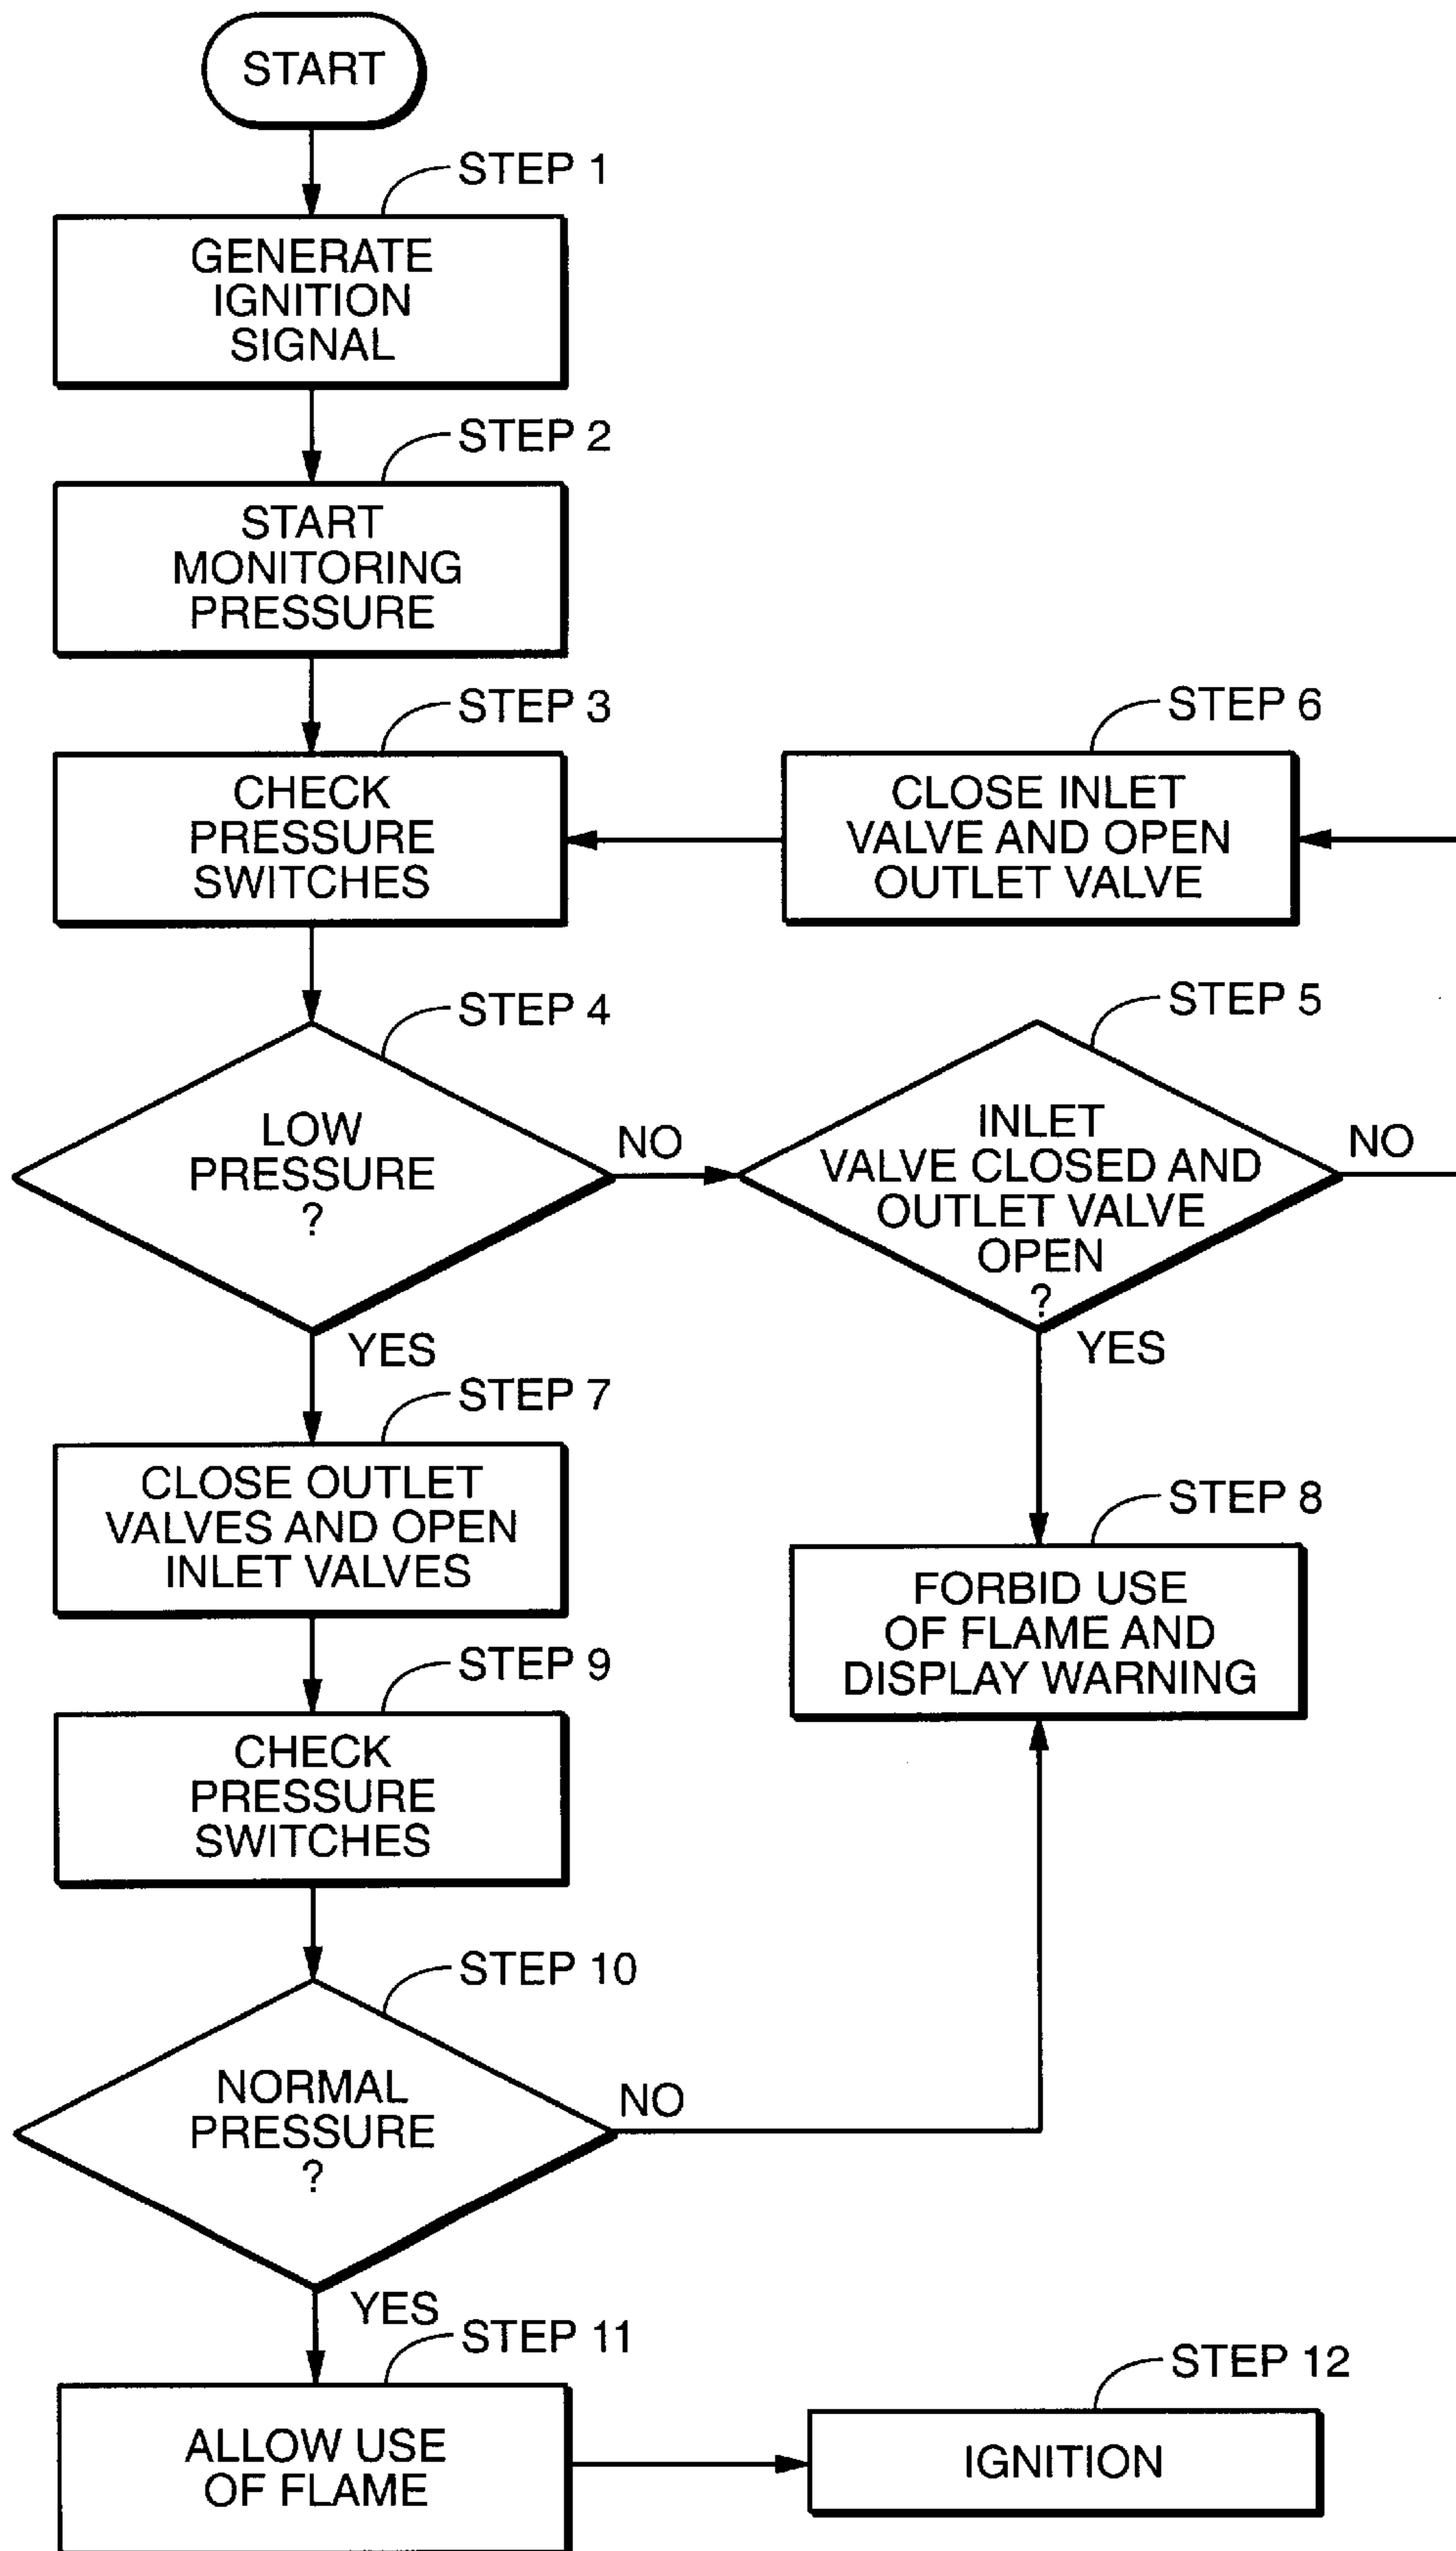 START
STEP 1
GENERATE
IGNITION
SIGNAL
STEP 2
START
MONITORING
PRESSURE
STEP 3
CHECK
PRESSURE
SWITCHES
STEP 6
CLOSE INLET
VALVE AND OPEN
OUTLET VALVE
STEP 4
LOW
PRESSURE
?
NO
STEP 5
INLET
VALVE CLOSED AND
OUTLET VALVE
OPEN
?
NO
YES
YES
STEP 7
CLOSE OUTLET
VALVES AND OPEN
INLET VALVES
STEP 8
FORBID USE
OF FLAME AND
DISPLAY WARNING
STEP 9
CHECK
PRESSURE
SWITCHES
STEP 10
NORMAL
PRESSURE
?
NO
YES
STEP 11
ALLOW USE
OF FLAME
STEP 12
IGNITION